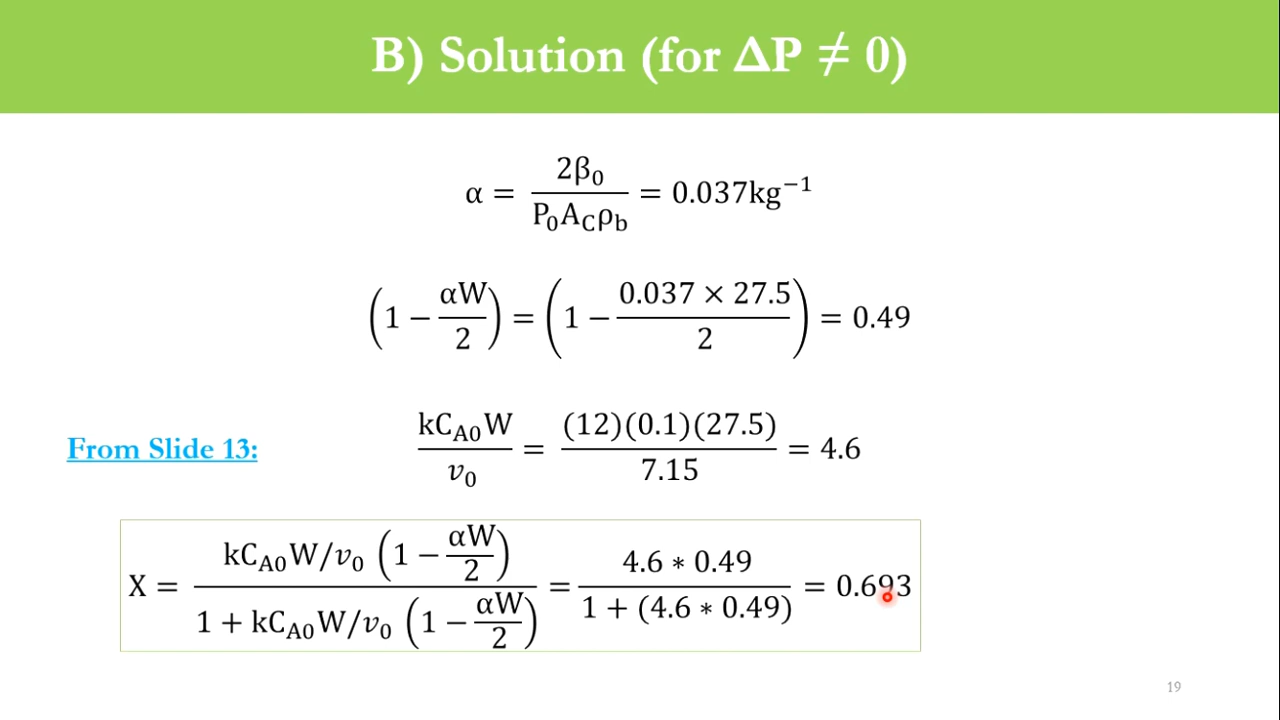 B) Solution (for ΔP ≠ 0)
α = 2β₀ / P₀A_Cρ_b = 0.037kg⁻¹
(1 − αW/2) = (1 − 0.037 × 27.5/2) = 0.49
From Slide 13: kC_A0W/v₀ = (12)(0.1)(27.5)/7.15 = 4.6
X = kC_A0W/v₀ (1 − αW/2) / 1 + kC_A0W/v₀ (1 − αW/2) = 4.6 ∗ 0.49 / 1 + (4.6 ∗ 0.49) = 0.693
19